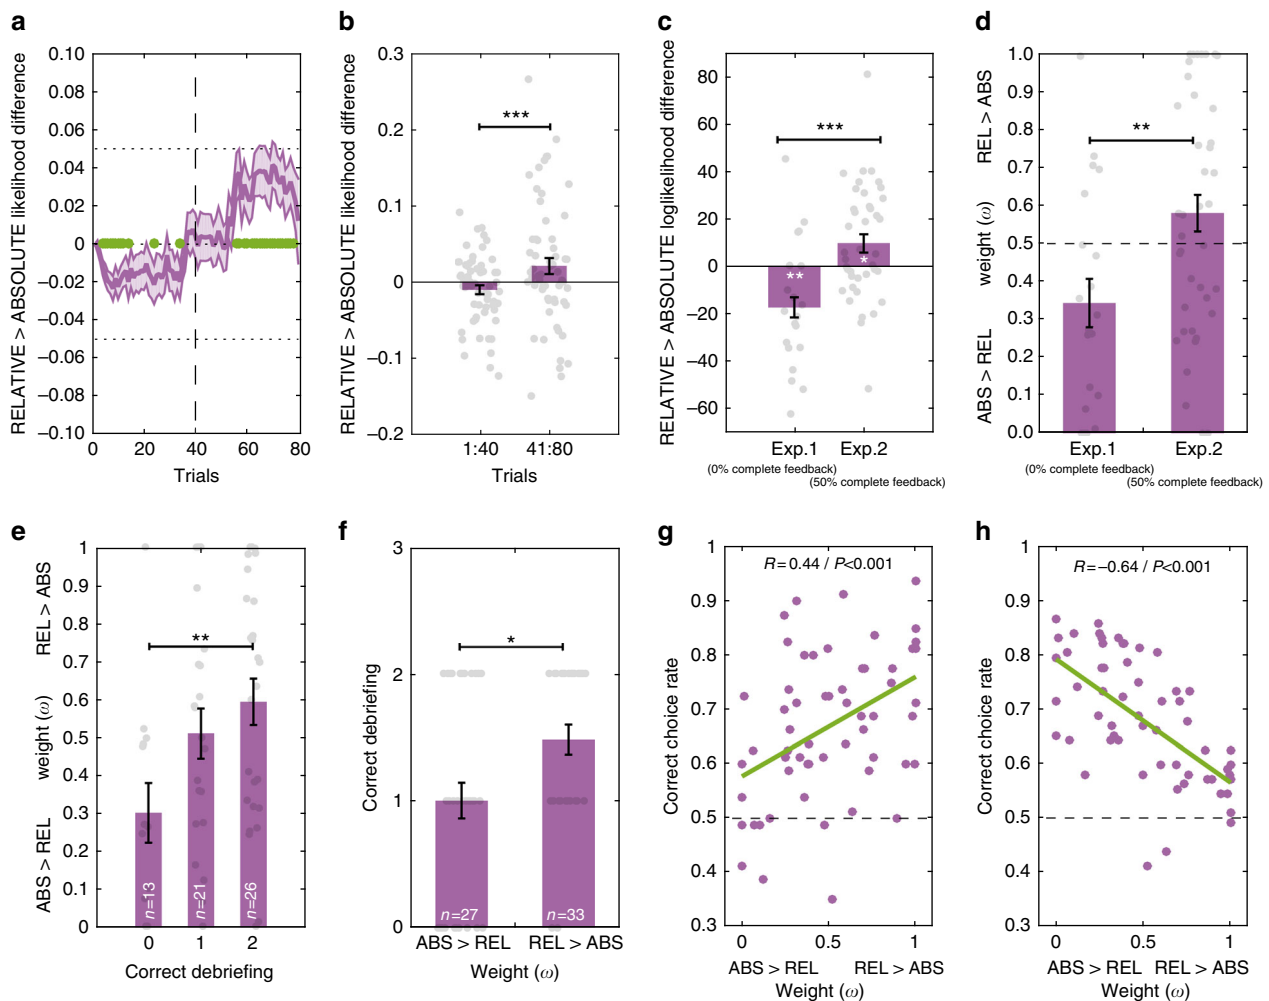 a
RELATIVE > ABSOLUTE likelihood difference
0.10
0.08
0.06
0.04
0.02
0
−0.02
−0.04
−0.06
−0.08
−0.10
0 20 40 60 80
Trials
b
RELATIVE > ABSOLUTE likelihood difference
0.3
0.2
0.1
0
−0.1
−0.2
***
1:40 41:80
Trials
c
RELATIVE > ABSOLUTE loglikelihood difference
80
60
40
20
0
−20
−40
−60
***
**
*
Exp.1 Exp.2
(0% complete feedback)
(50% complete feedback)
d
ABS > REL weight (ω) REL > ABS
1.0
0.9
0.8
0.7
0.6
0.5
0.4
0.3
0.2
0.1
0.0
**
Exp.1 Exp.2
(0% complete feedback)
(50% complete feedback)
e
ABS > REL weight (ω) REL > ABS
1
0.9
0.8
0.7
0.6
0.5
0.4
0.3
0.2
0.1
0
**
n=13
n=21
n=26
0 1 2
Correct debriefing
f
Correct debriefing
3
2
1
0
*
n=27 n=33
ABS > REL REL > ABS
Weight (ω)
g
Correct choice rate
1
0.9
0.8
0.7
0.6
0.5
0.4
0.3
R=0.44 / P<0.001
0 0.5 1
ABS > REL REL > ABS
Weight (ω)
h
Correct choice rate
1
0.9
0.8
0.7
0.6
0.5
0.4
0.3
R=−0.64 / P<0.001
0 0.5 1
ABS > REL REL > ABS
Weight (ω)